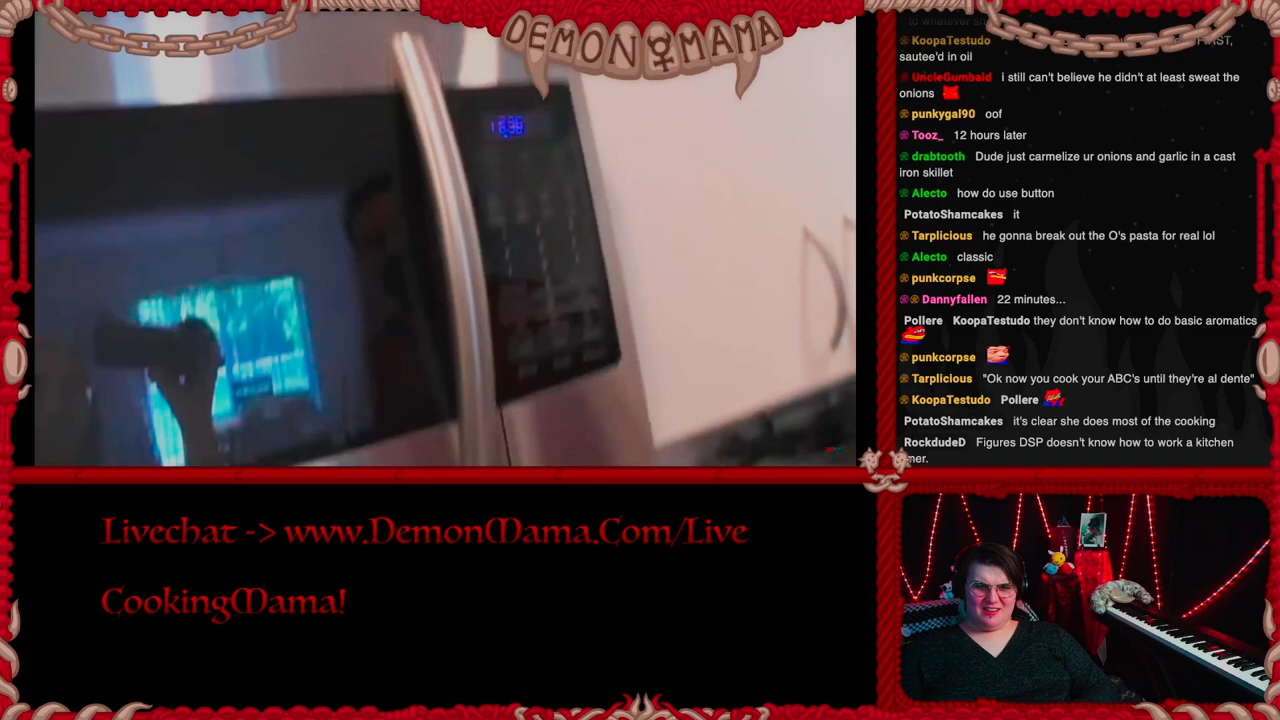 DEMON MAMA
to whatever
KoopaTestudo
sautee'd in oil
UncleGumbald i still can't believe he didn't at least sweat the
onions
punkygal90 oof
Tooz_ 12 hours later
drabtooth Dude just carmelize ur onions and garlic in a cast
iron skillet
Alecto how do use button
PotatoShamcakes it
Tarplicious he gonna break out the O's pasta for real lol
Alecto classic
punkcorpse
Dannyfallen 22 minutes...
Pollere KoopaTestudo they don't know how to do basic aromatics
punkcorpse
Tarplicious "Ok now you cook your ABC's until they're al dente"
KoopaTestudo Pollere
PotatoShamcakes it's clear she does most of the cooking
RockdudeD Figures DSP doesn't know how to work a kitchen
Livechat -> www.DemonMama.Com/Live
CookingMama!